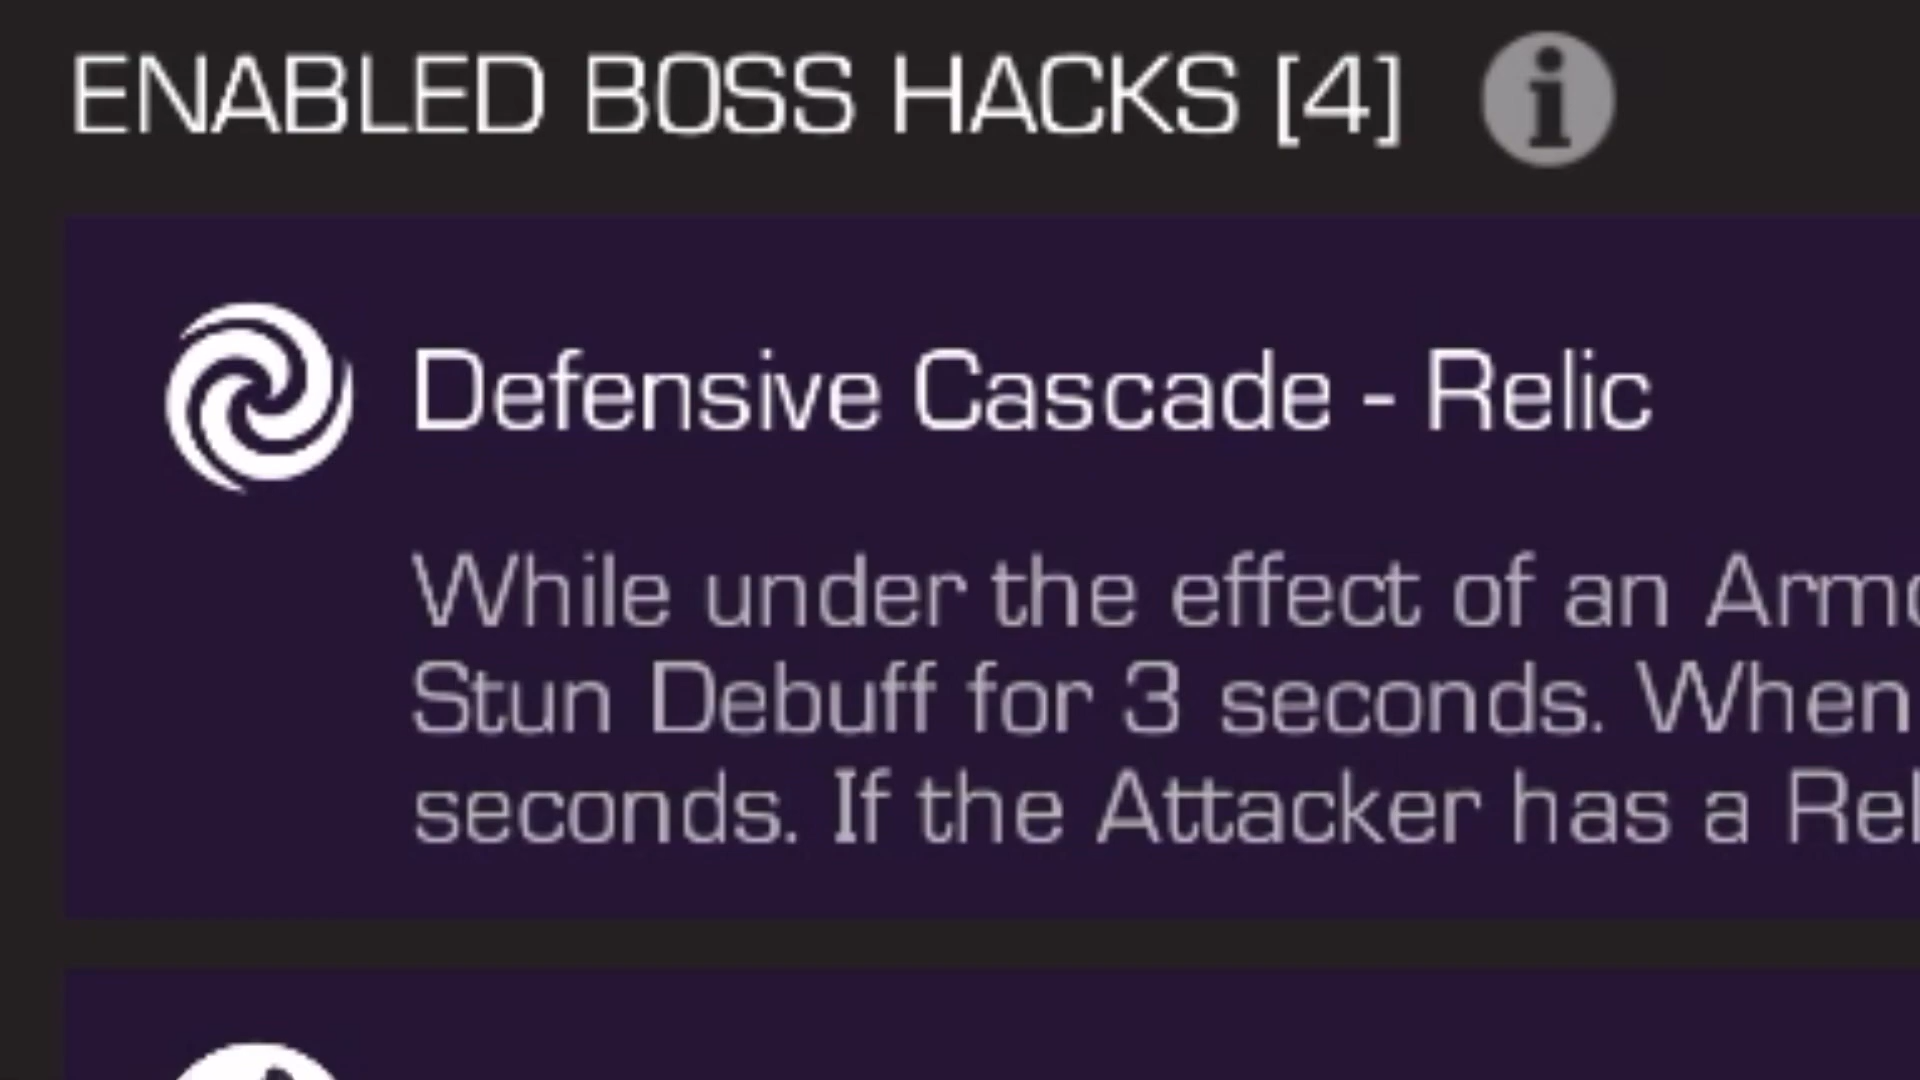 ENABLED BOSS HACKS [4]
Defensive Cascade - Relic
While under the effect of an
Stun Debuff for 3 seconds. When
seconds. If the Attacker has a